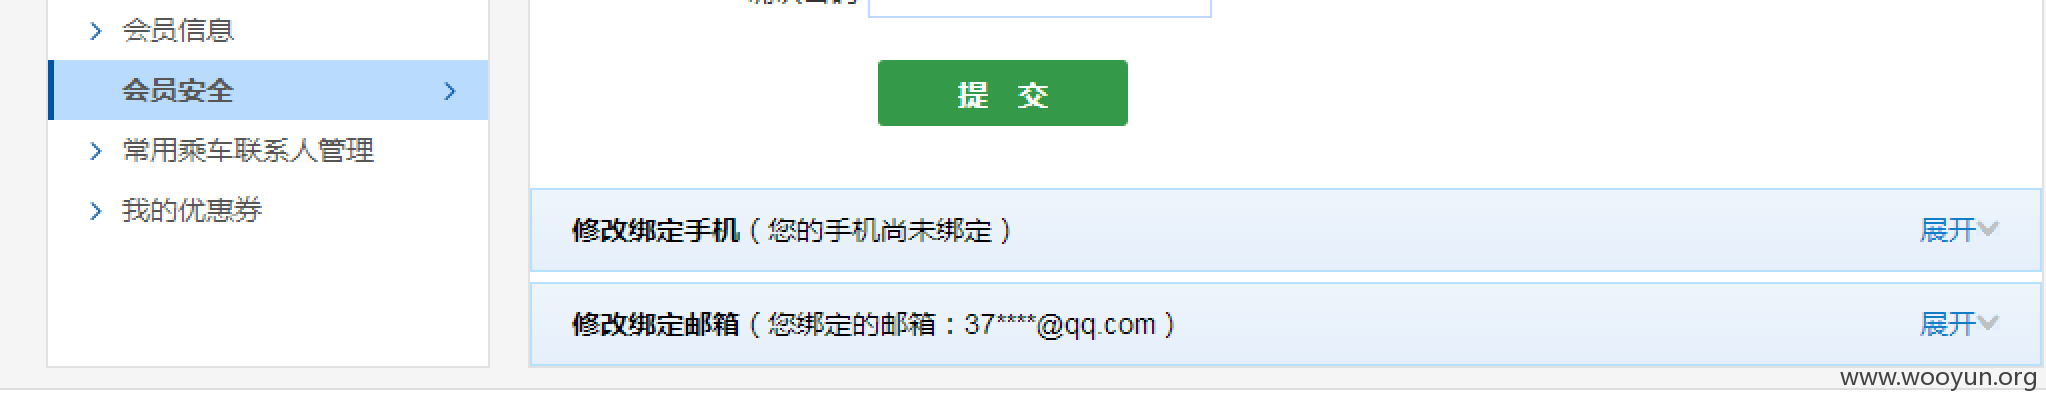 会员信息
会员安全
常用乘车联系人管理
我的优惠券
提 交
修改绑定手机（您的手机尚未绑定） 展开
修改绑定邮箱（您绑定的邮箱：37****@qq.com） 展开
www.wooyun.org